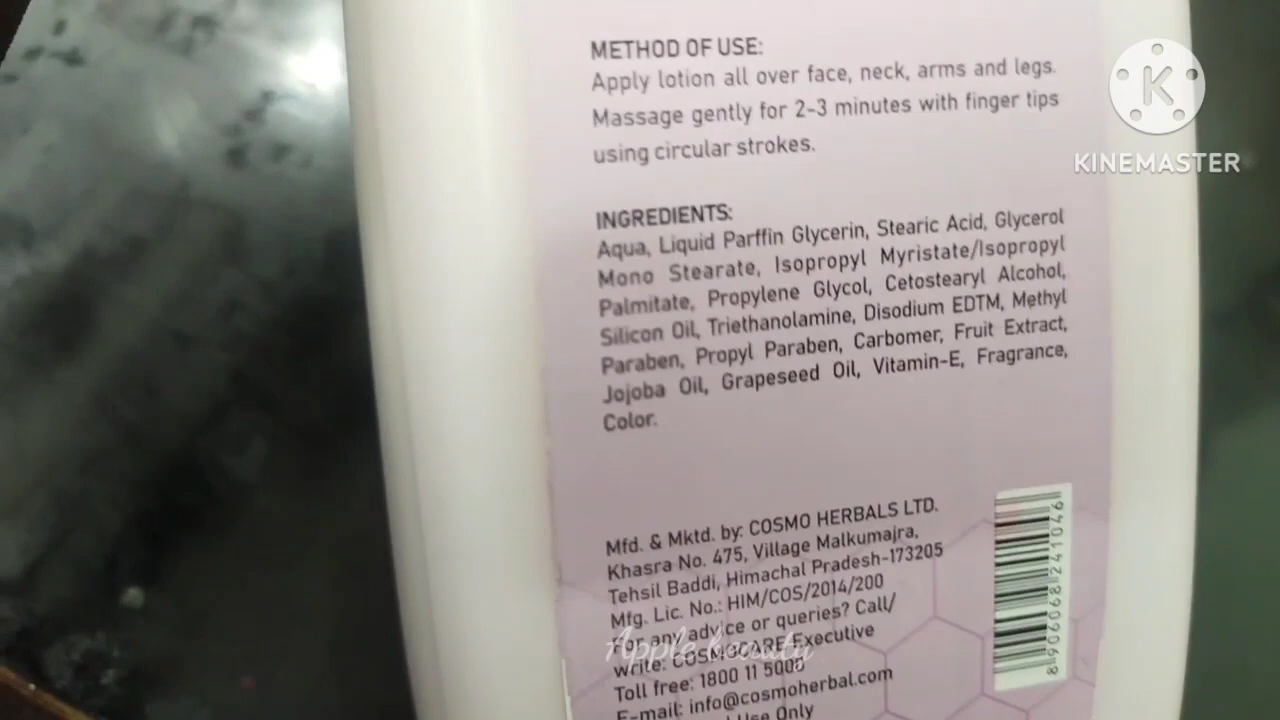 METHOD OF USE:
Apply lotion all over face, neck, arms and legs.
Massage gently for 2-3 minutes with finger tips
using circular strokes.
INGREDIENTS:
Aqua, Liquid Parffin Glycerin, Stearic Acid, Glycerol
Mono Stearate, Isopropyl Myristate/Isopropyl
Palmitate, Propylene Glycol, Cetostearyl Alcohol,
Silicon Oil, Triethanolamine, Disodium EDTM, Methyl
Paraben, Propyl Paraben, Carbomer, Fruit Extract,
Jojoba Oil, Grapeseed Oil, Vitamin-E, Fragrance,
Color.
Mfd. & Mktd. by: COSMO HERBALS LTD.
Khasra No. 475, Village Malkumajra,
Tehsil Baddi, Himachal Pradesh-173205
Mfg. Lic. No.: HIM/COS/2014/200
For any advice or queries? Call/
write: COSMOCARE Executive
Toll free: 1800 11 5008
E-mail: info@cosmoherbal.com
Use Only
8906068241046
K
KINEMASTER
Apple beauty